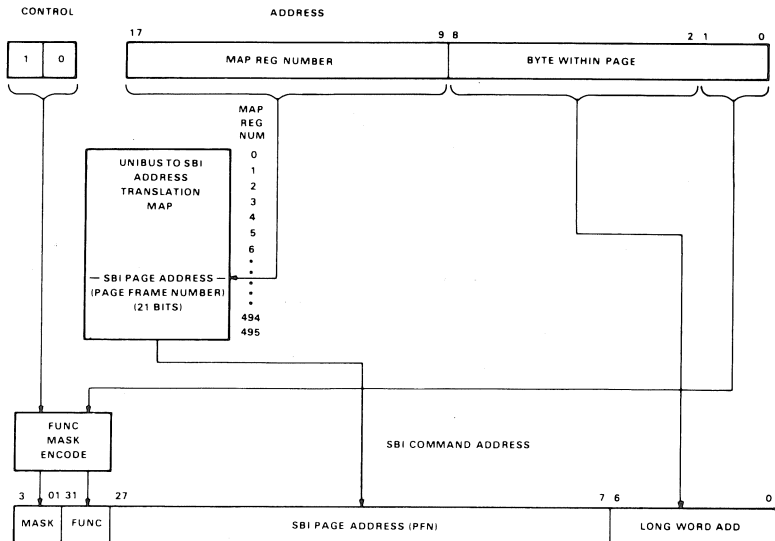 CONTROL ADDRESS
17 9 8 2 1 0
1 0 MAP REG NUMBER BYTE WITHIN PAGE
MAP
REG
NUM
UNIBUS TO SBI
ADDRESS
TRANSLATION
MAP
0
1
2
3
4
5
6
SBI PAGE ADDRESS
(PAGE FRAME NUMBER)
(21 BITS)
494
495
FUNC
MASK
ENCODE
SBI COMMAND ADDRESS
3 01 31 27 7 6 0
MASK FUNC SBI PAGE ADDRESS (PFN) LONG WORD ADD